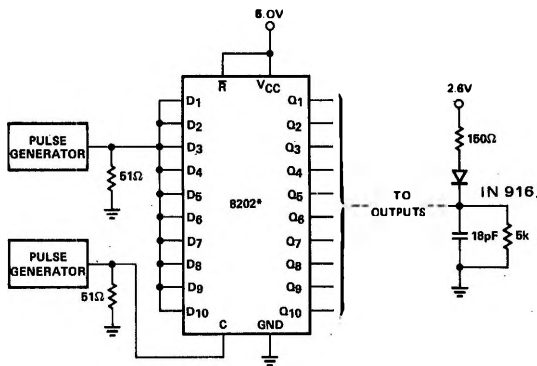 5.0V
R̅ VCC
D1
D2
D3
D4
D5
D6
D7
D8
D9
D10
8202*
Q1
Q2
Q3
Q4
Q5
Q6
Q7
Q8
Q9
Q10
C GND
PULSE
GENERATOR
51Ω
PULSE
GENERATOR
51Ω
TO
OUTPUTS
2.6V
150Ω
IN 916
18pF
5k